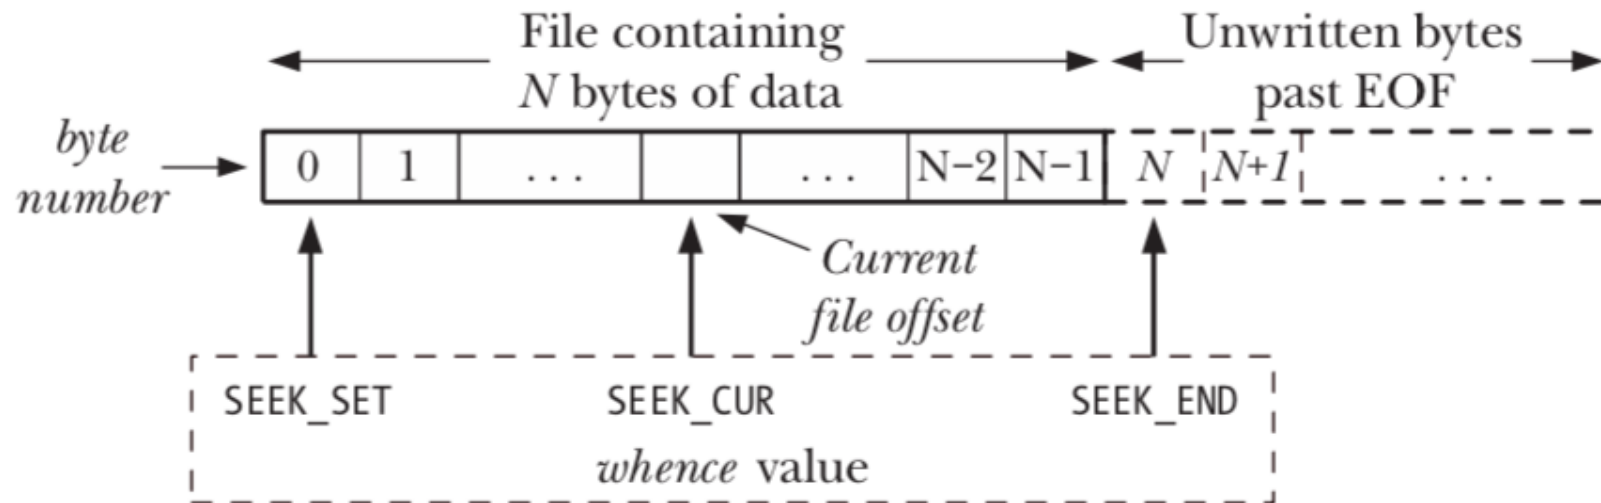 File containing
N bytes of data
Unwritten bytes
past EOF
byte
number
0 1 ... ... N−2 N−1 N N+1 ...
Current
file offset
SEEK_SET SEEK_CUR SEEK_END
whence value